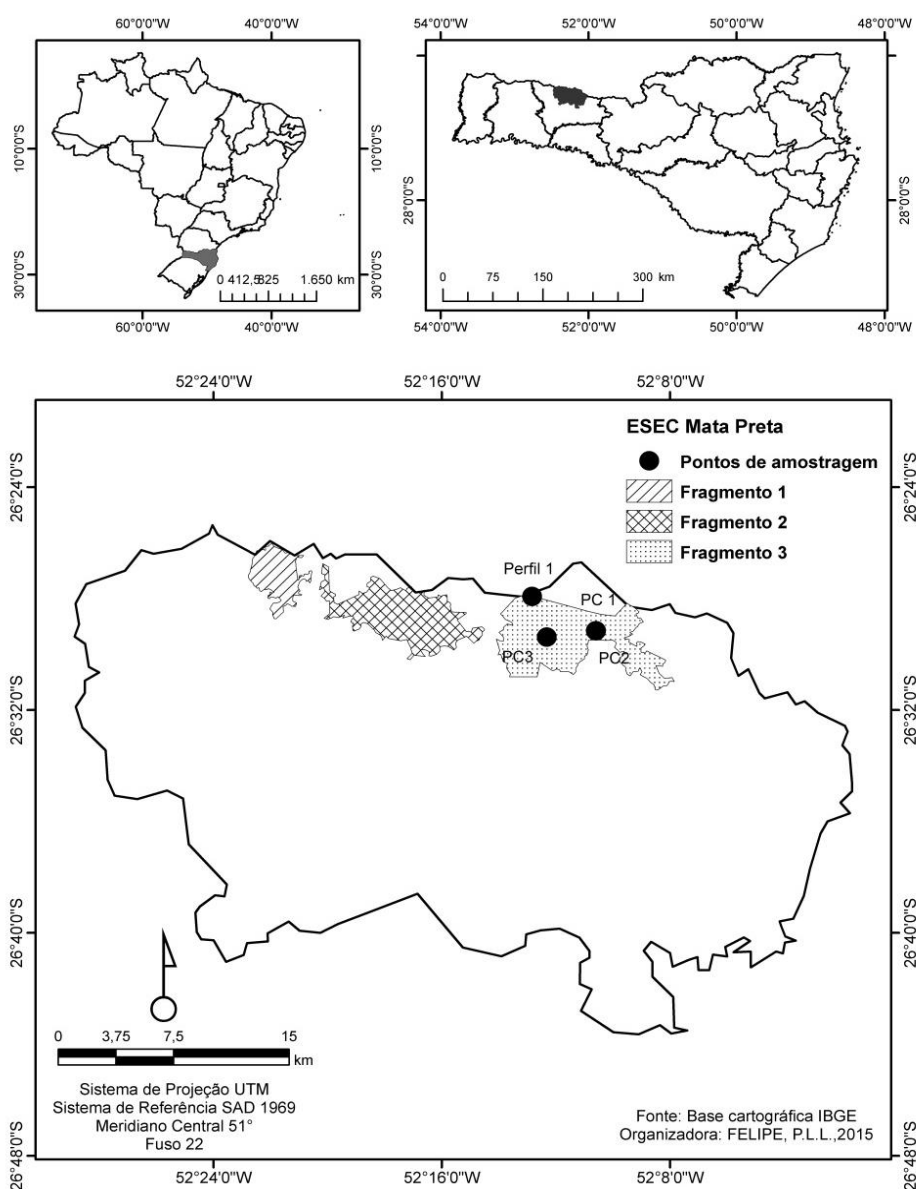 60°0'0"W 40°0'0"W
10°0'0"S
30°0'0"S
10°0'0"S
30°0'0"S
0 412,5 825 1.650 km
60°0'0"W 40°0'0"W
54°0'0"W 52°0'0"W 50°0'0"W 48°0'0"W
28°0'0"S
28°0'0"S
0 75 150 300 km
54°0'0"W 52°0'0"W 50°0'0"W 48°0'0"W
52°24'0"W 52°16'0"W 52°8'0"W
26°24'0"S
26°32'0"S
26°40'0"S
26°48'0"S
ESEC Mata Preta
Pontos de amostragem
Fragmento 1
Fragmento 2
Fragmento 3
Perfil 1
PC 1
PC3
PC2
26°24'0"S
26°32'0"S
26°40'0"S
26°48'0"S
0 3,75 7,5 15
km
Sistema de Projeção UTM
Sistema de Referência SAD 1969
Meridiano Central 51°
Fuso 22
Fonte: Base cartográfica IBGE
Organizadora: FELIPE, P.L.L.,2015
52°24'0"W 52°16'0"W 52°8'0"W